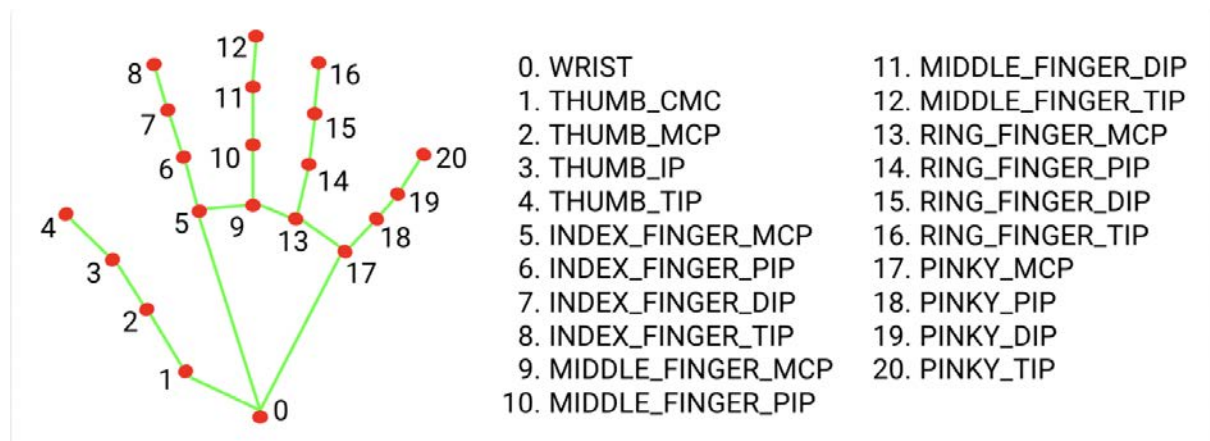 12
8
16
11
7
15
10
6
14
20
19
4
5
9
13
18
3
17
2
1
0
0. WRIST
1. THUMB_CMC
2. THUMB_MCP
3. THUMB_IP
4. THUMB_TIP
5. INDEX_FINGER_MCP
6. INDEX_FINGER_PIP
7. INDEX_FINGER_DIP
8. INDEX_FINGER_TIP
9. MIDDLE_FINGER_MCP
10. MIDDLE_FINGER_PIP
11. MIDDLE_FINGER_DIP
12. MIDDLE_FINGER_TIP
13. RING_FINGER_MCP
14. RING_FINGER_PIP
15. RING_FINGER_DIP
16. RING_FINGER_TIP
17. PINKY_MCP
18. PINKY_PIP
19. PINKY_DIP
20. PINKY_TIP